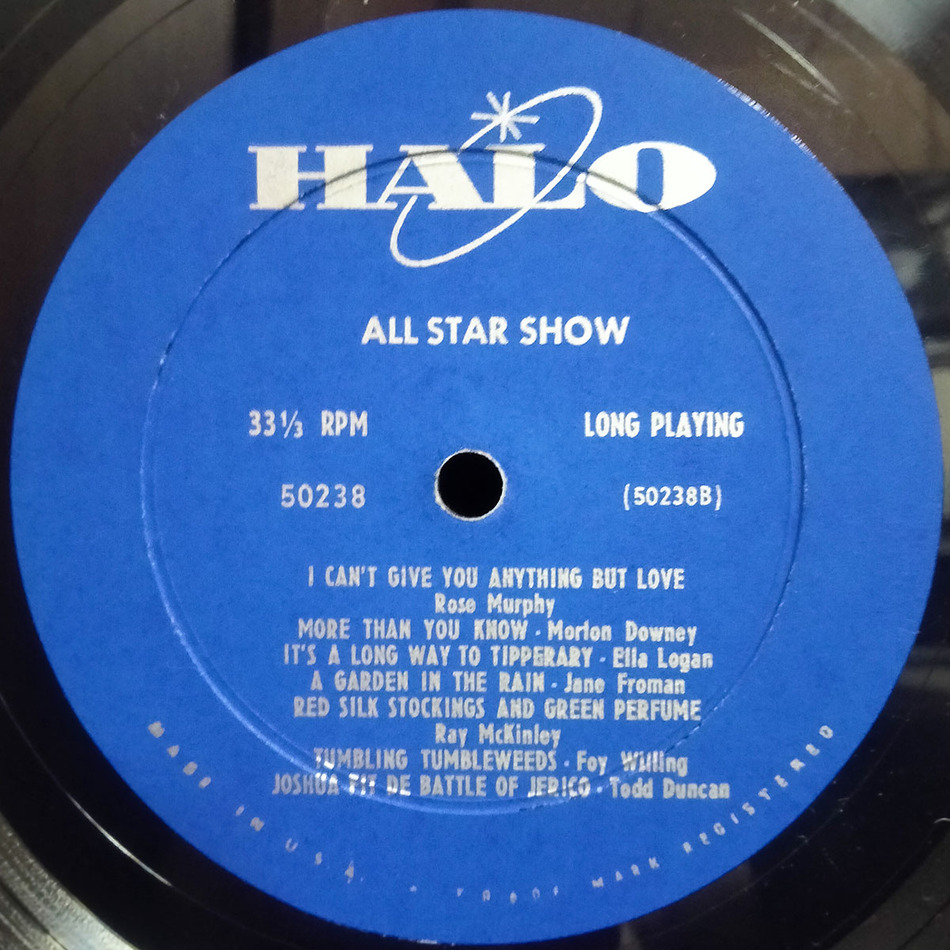 HALO
ALL STAR SHOW
33⅓ RPM LONG PLAYING
50238 (50238B)
I CAN'T GIVE YOU ANYTHING BUT LOVE
Rose Murphy
MORE THAN YOU KNOW - Morton Downey
IT'S A LONG WAY TO TIPPERARY - Ella Logan
A GARDEN IN THE RAIN - Jane Froman
RED SILK STOCKINGS AND GREEN PERFUME
Ray McKinley
TUMBLING TUMBLEWEEDS - Foy Willing
JOSHUA FIT DE BATTLE OF JERICO - Todd Duncan
MADE IN U.S.A. - TRADE MARK REGISTERED